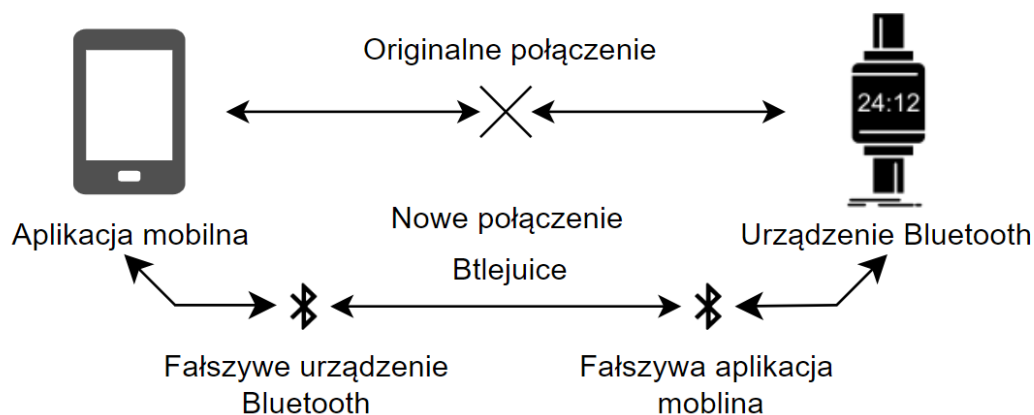 Originalne połączenie
24:12
Aplikacja mobilna
Nowe połączenie
Urządzenie Bluetooth
Btlejuice
Fałszywe urządzenie
Bluetooth
Fałszywa aplikacja
moblina